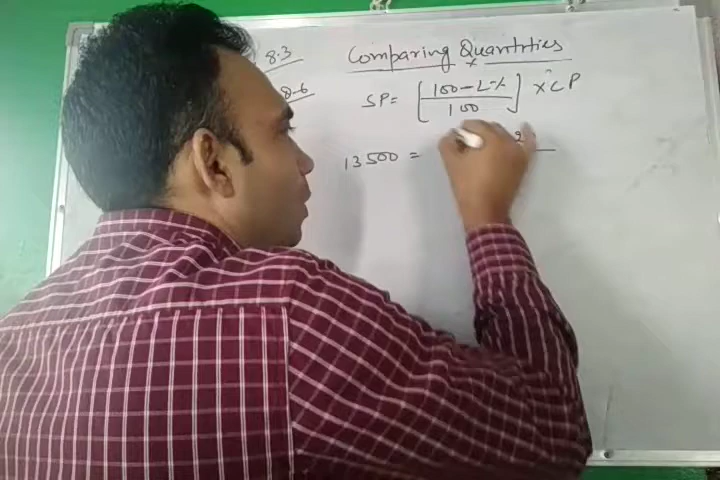 8.3
Comparing Quantities
8-6
SP = [ 100 - L% / 100 ] X CP
13500 =